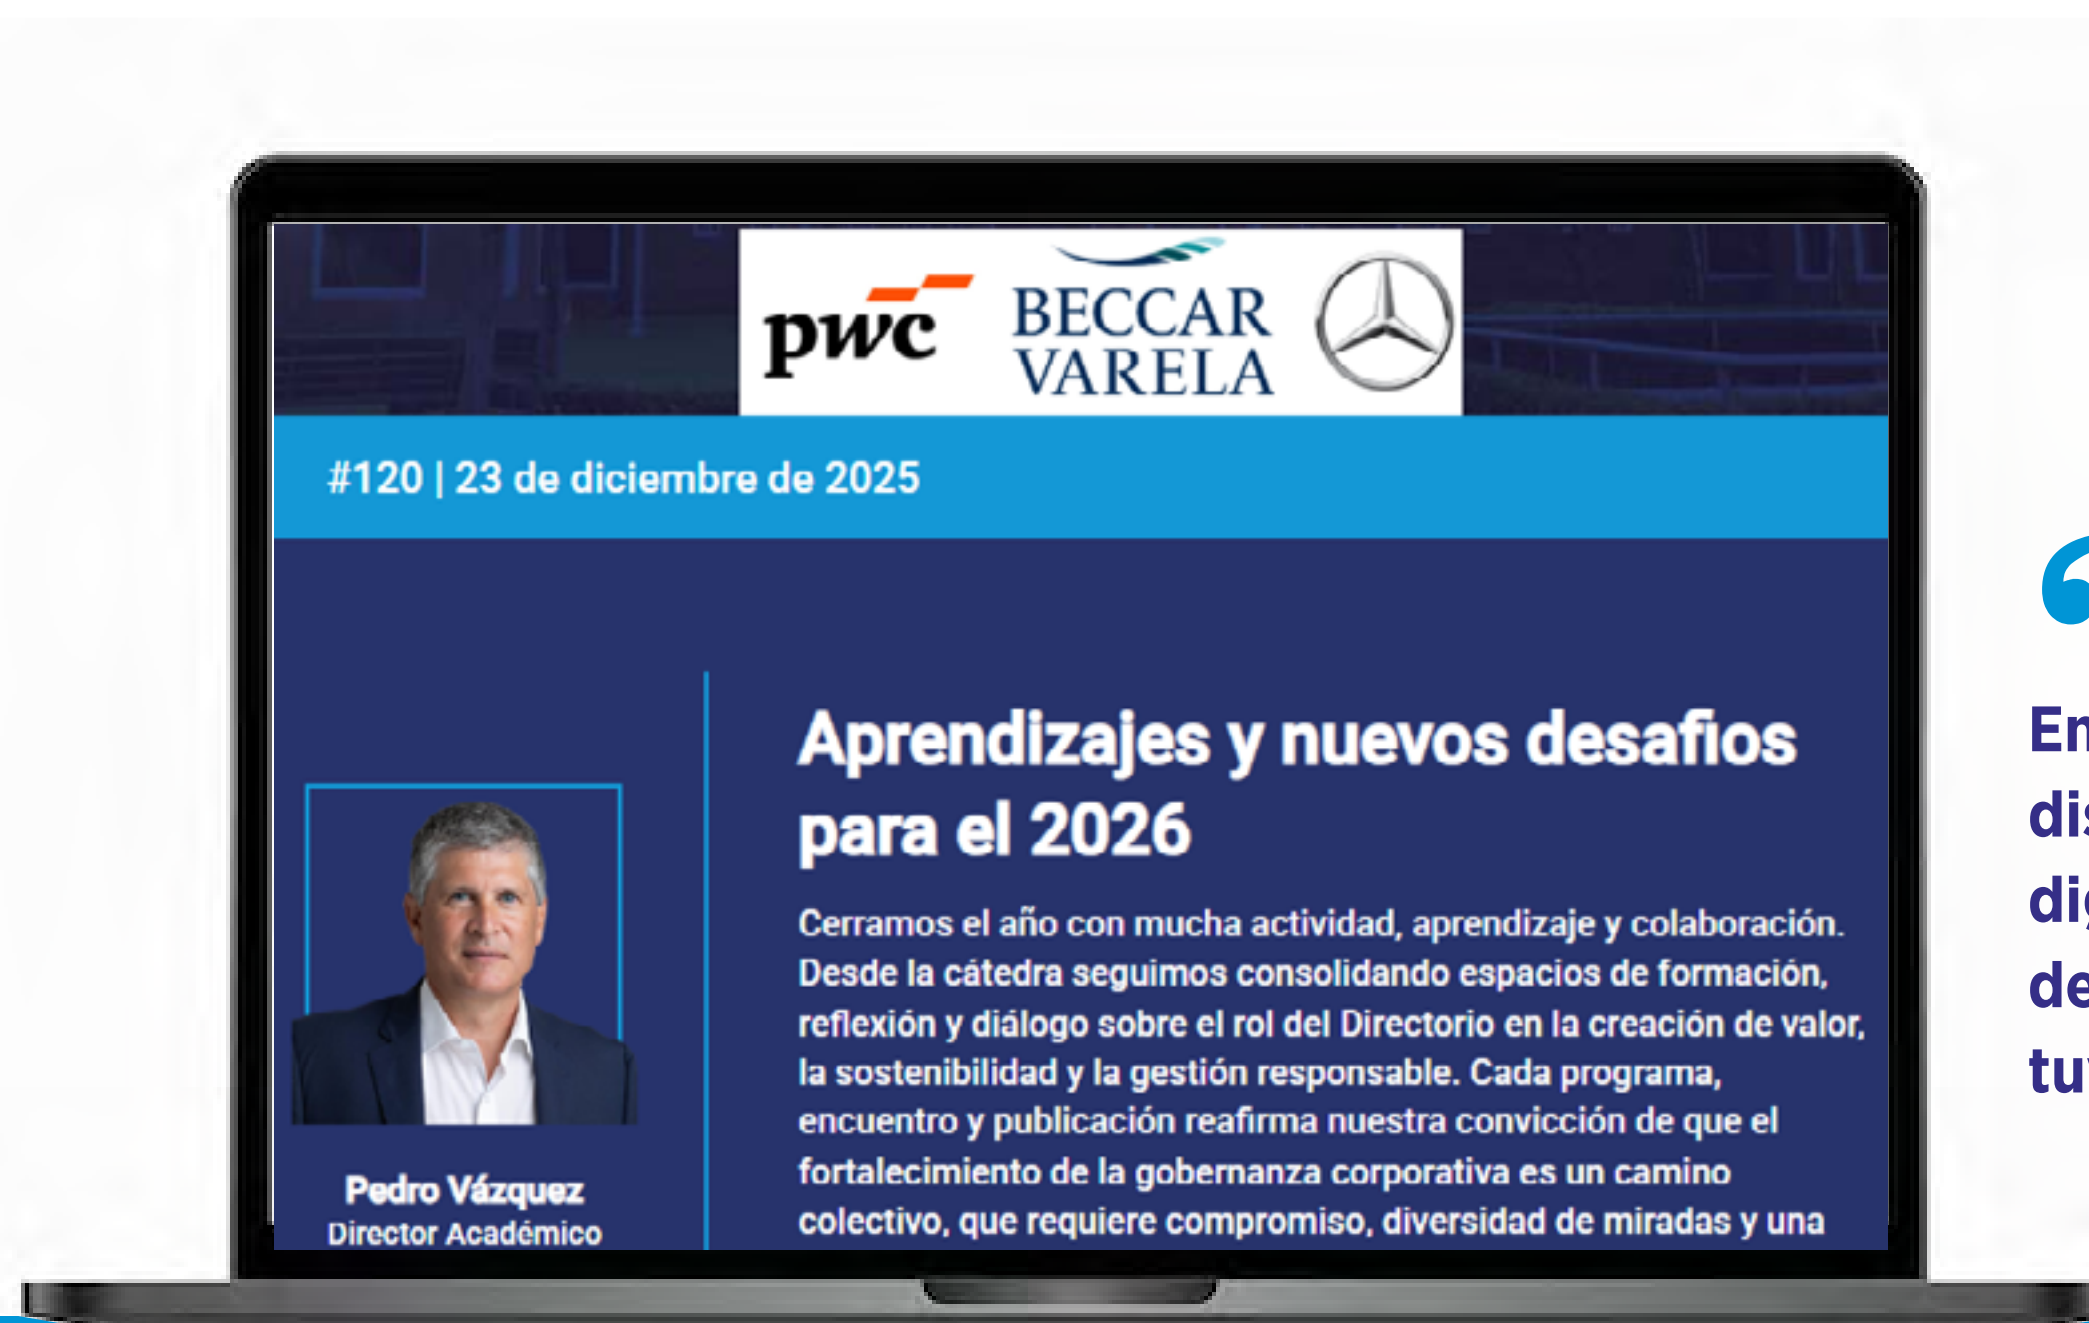 pwc
BECCAR
VARELA
#120 | 23 de diciembre de 2025
Aprendizajes y nuevos desafios
para el 2026
Cerramos el año con mucha actividad, aprendizaje y colaboración.
Desde la cátedra seguimos consolidando espacios de formación,
reflexión y diálogo sobre el rol del Directorio en la creación de valor,
la sostenibilidad y la gestión responsable. Cada programa,
encuentro y publicación reafirma nuestra convicción de que el
fortalecimiento de la gobernanza corporativa es un camino
colectivo, que requiere compromiso, diversidad de miradas y una
Pedro Vázquez
Director Académico